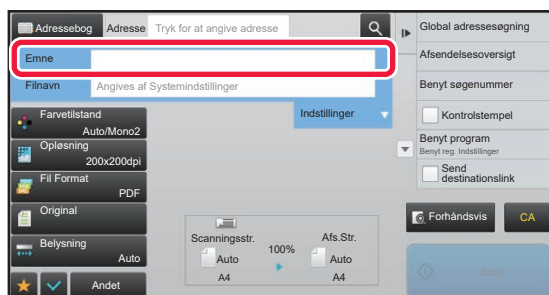 Adressebog Adresse Tryk for at angive adresse
Emne
Filnavn Angives af Systemindstillinger
Indstillinger
Farvetilstand
Auto/Mono2
Opløsning
200x200dpi
Fil Format
PDF
Original
Belysning
Auto
Andet
Scanningsstr.
Auto
A4
100%
Afs.Str.
Auto
A4
Global adressesøgning
Afsendelsesoversigt
Benyt søgenummer
Kontrolstempel
Benyt program
Benyt reg. Indstillinger
Send
destinationslink
Forhåndsvis CA
Start